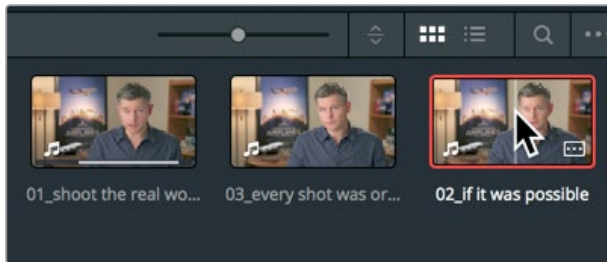 01_shoot the real wo...
03_every shot was or...
02_if it was possible